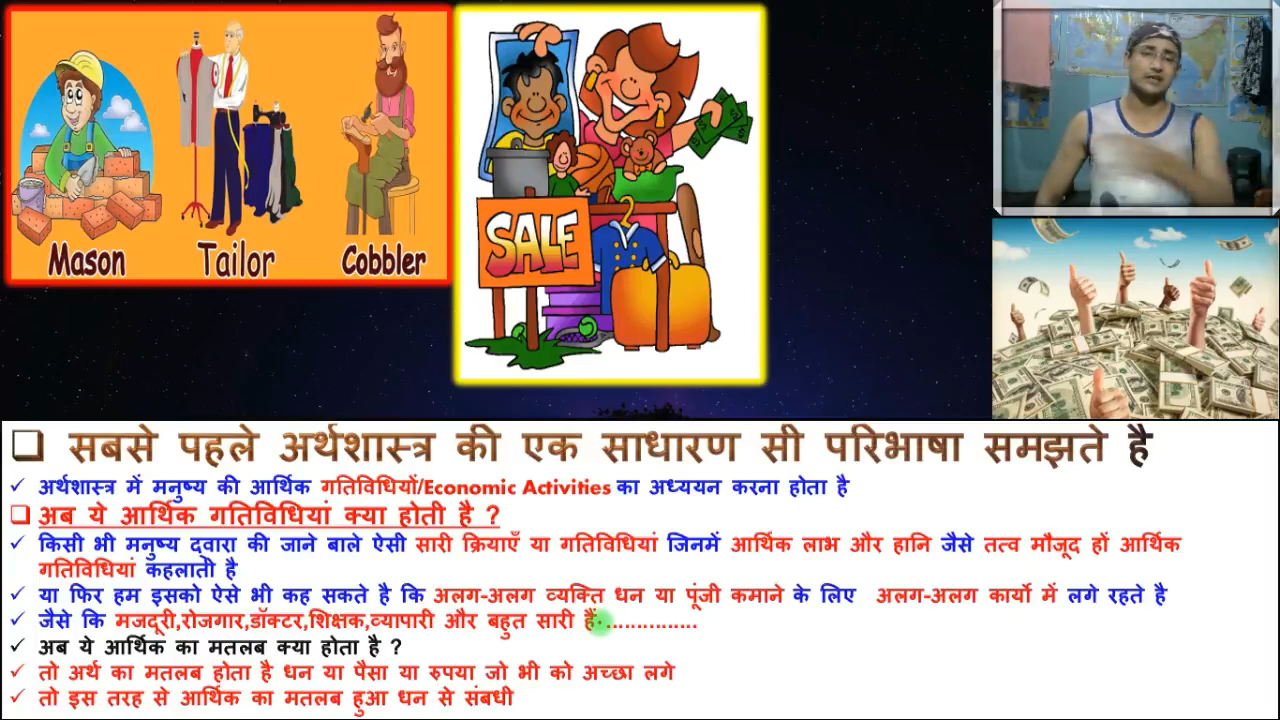 Mason Tailor Cobbler
SALE
❑ सबसे पहले अर्थशास्त्र की एक साधारण सी परिभाषा समझते है
✓ अर्थशास्त्र में मनुष्य की आर्थिक गतिविधियों/Economic Activities का अध्ययन करना होता है
❑ अब ये आर्थिक गतिविधियां क्या होती है ?
✓ किसी भी मनुष्य द्वारा की जाने बाले ऐसी सारी क्रियाएँ या गतिविधियां जिनमें आर्थिक लाभ और हानि जैसे तत्व मौजूद हों आर्थिक
गतिविधियां कहलाती है
✓ या फिर हम इसको ऐसे भी कह सकते है कि अलग-अलग व्यक्ति धन या पूंजी कमाने के लिए अलग-अलग कार्यो में लगे रहते है
✓ जैसे कि मजदूरी,रोजगार,डॉक्टर,शिक्षक,व्यापारी और बहुत सारी हैं...............
✓ अब ये आर्थिक का मतलब क्या होता है ?
✓ तो अर्थ का मतलब होता है धन या पैसा या रुपया जो भी को अच्छा लगे
✓ तो इस तरह से आर्थिक का मतलब हुआ धन से संबधी